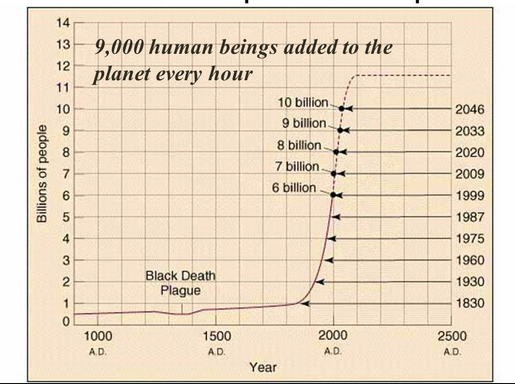 9,000 human beings added to the
planet every hour
14
13
12
11
10
9
8
7
6
5
4
3
2
1
0
Billions of people
10 billion
9 billion
8 billion
7 billion
6 billion
2046
2033
2020
2009
1999
1987
1975
1960
1930
1830
Black Death
Plague
1000 1500 2000 2500
A.D. A.D. A.D. A.D.
Year